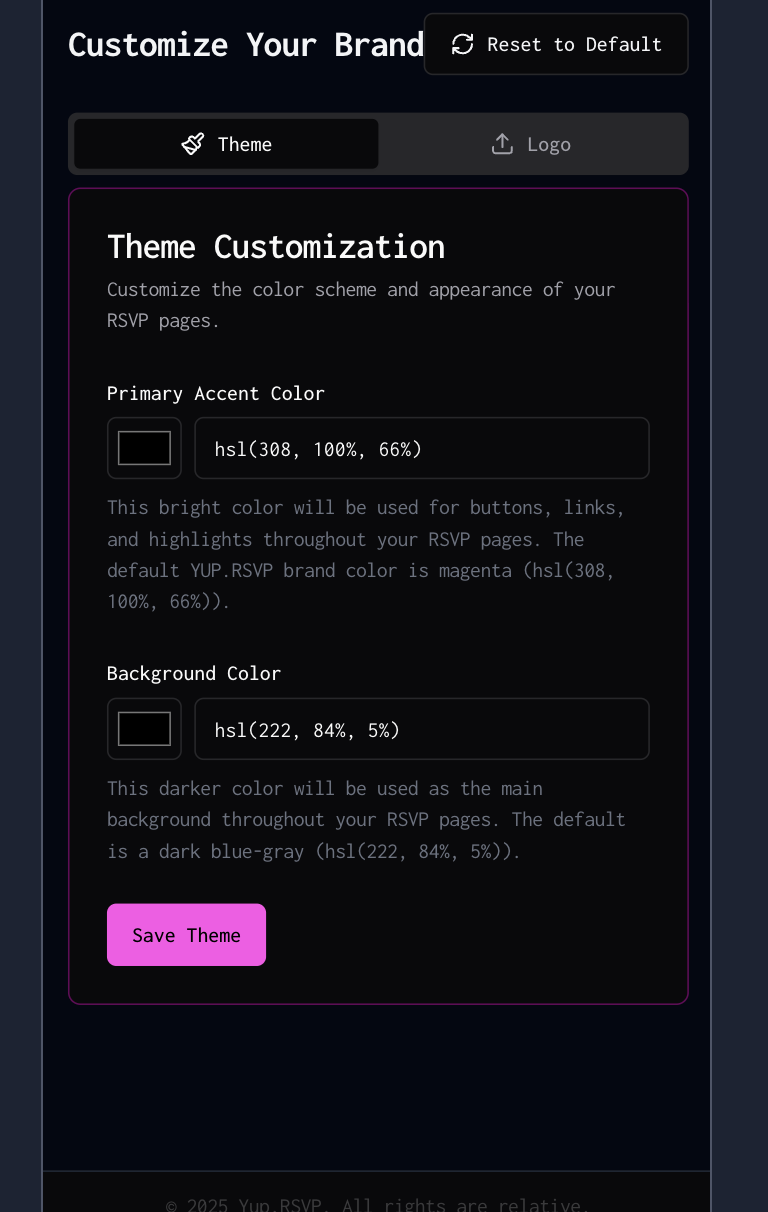 Customize Your Brand
Reset to Default
Theme
Logo
Theme Customization
Customize the color scheme and appearance of your
RSVP pages.
Primary Accent Color
hsl(308, 100%, 66%)
This bright color will be used for buttons, links,
and highlights throughout your RSVP pages. The
default YUP.RSVP brand color is magenta (hsl(308,
100%, 66%)).
Background Color
hsl(222, 84%, 5%)
This darker color will be used as the main
background throughout your RSVP pages. The default
is a dark blue-gray (hsl(222, 84%, 5%)).
Save Theme
© 2025 Yup.RSVP. All rights are relative.